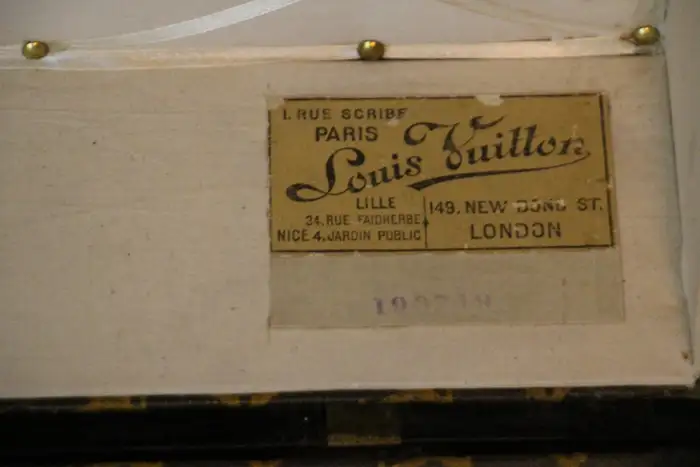 1. RUE SCRIBE
PARIS
Louis Vuitton
LILLE
34. RUE FAIDHERBE
NICE 4. JARDIN PUBLIC
149. NEW BOND ST.
LONDON